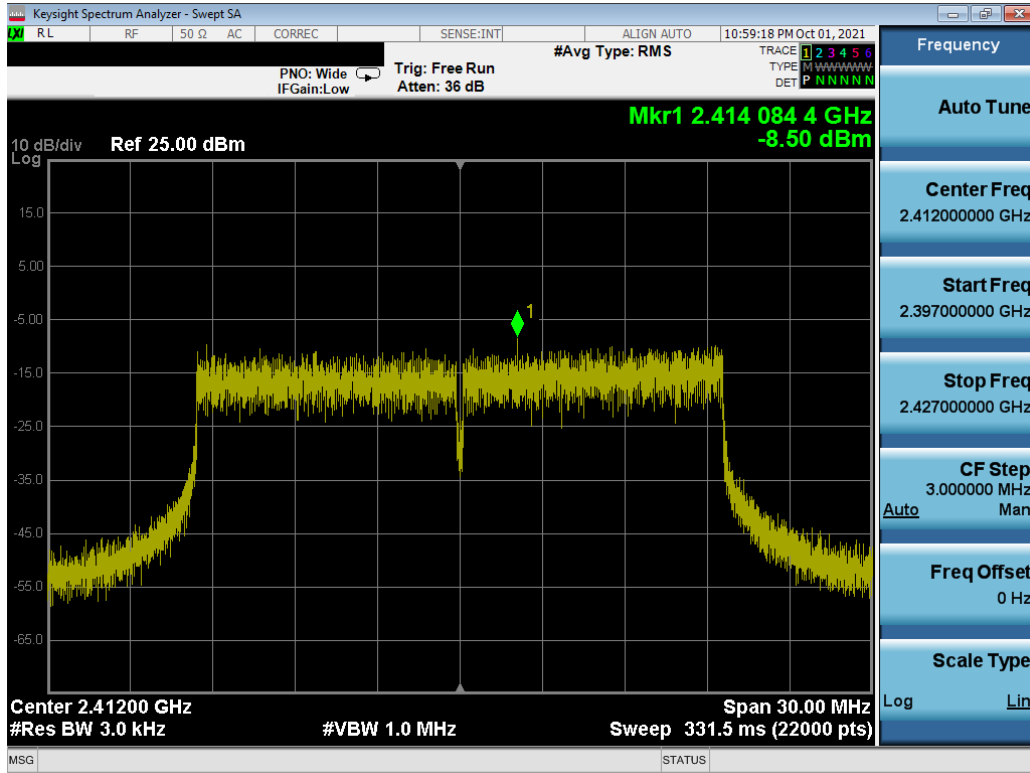 Keysight Spectrum Analyzer - Swept SA
LXI RL RF 50 Ω AC CORREC SENSE:INT ALIGN AUTO 10:59:18 PM Oct 01, 2021
PNO: Wide
IFGain:Low
Trig: Free Run
Atten: 36 dB
#Avg Type: RMS
TRACE 1 2 3 4 5 6
TYPE M W W W W W
DET P N N N N N
Mkr1 2.414 084 4 GHz
-8.50 dBm
10 dB/div
Log
Ref 25.00 dBm
15.0
5.00
-5.00
-15.0
-25.0
-35.0
-45.0
-55.0
-65.0
1
Center 2.41200 GHz
Span 30.00 MHz
#Res BW 3.0 kHz
#VBW 1.0 MHz
Sweep 331.5 ms (22000 pts)
MSG
STATUS
Frequency
Auto Tune
Center Freq
2.412000000 GHz
Start Freq
2.397000000 GHz
Stop Freq
2.427000000 GHz
CF Step
3.000000 MHz
Auto Man
Freq Offset
0 Hz
Scale Type
Log Lin